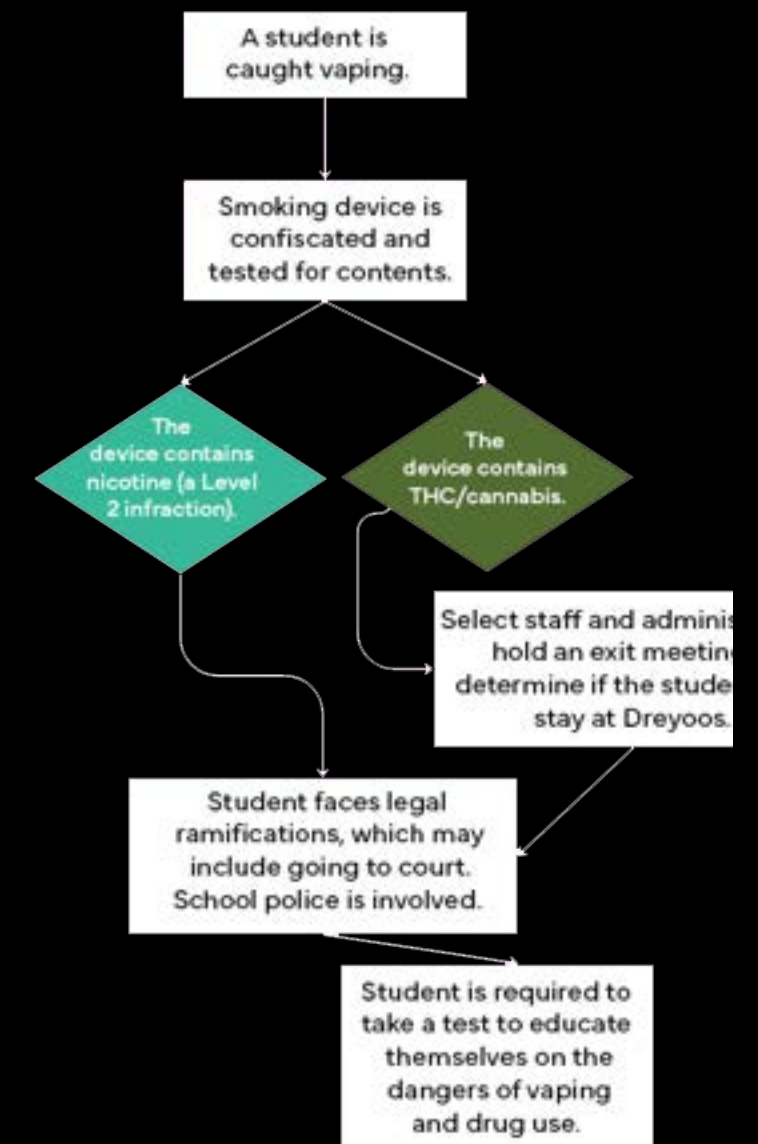 A student is
caught vaping.
Smoking device is
confiscated and
tested for contents.
The
device contains
nicotine (a Level
2 infraction).
The
device contains
THC/cannabis.
Select staff and adminis
hold an exit meetin
determine if the stude
stay at Dreyoos.
Student faces legal
ramifications, which may
include going to court.
School police is involved.
Student is required to
take a test to educate
themselves on the
dangers of vaping
and drug use.